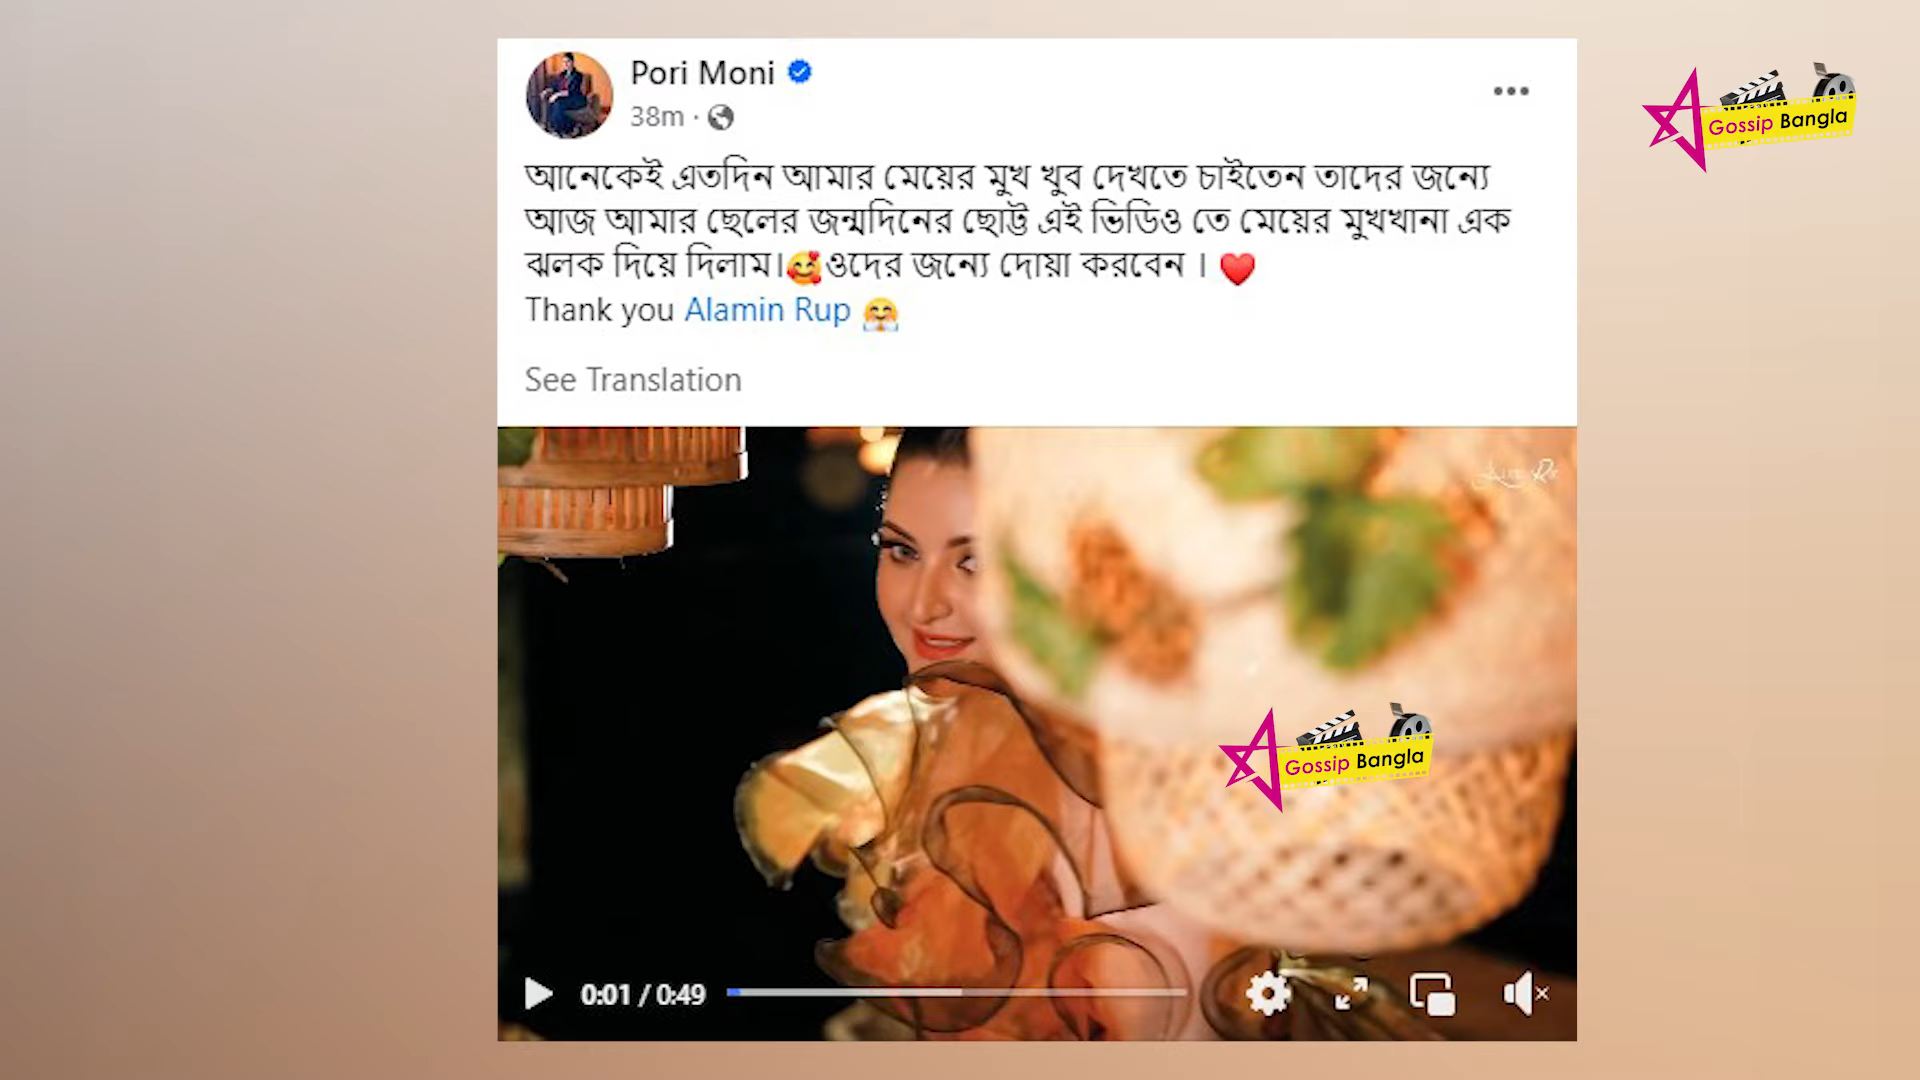 Pori Moni
38m ·
আনেকেই এতদিন আমার মেয়ের মুখ খুব দেখতে চাইতেন তাদের জন্যে
আজ আমার ছেলের জন্মদিনের ছোট্ট এই ভিডিও তে মেয়ের মুখখানা এক
ঝলক দিয়ে দিলাম।🥰ওদের জন্যে দোয়া করবেন । ❤️
Thank you Alamin Rup 🤗
See Translation
Gossip Bangla
Gossip Bangla
0:01 / 0:49